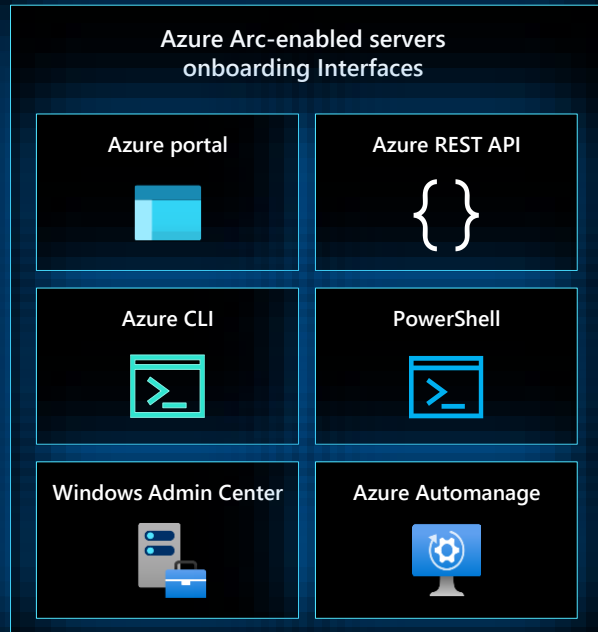 Azure Arc-enabled servers
onboarding Interfaces
Azure portal
Azure REST API
{ }
Azure CLI
PowerShell
Windows Admin Center
Azure Automanage